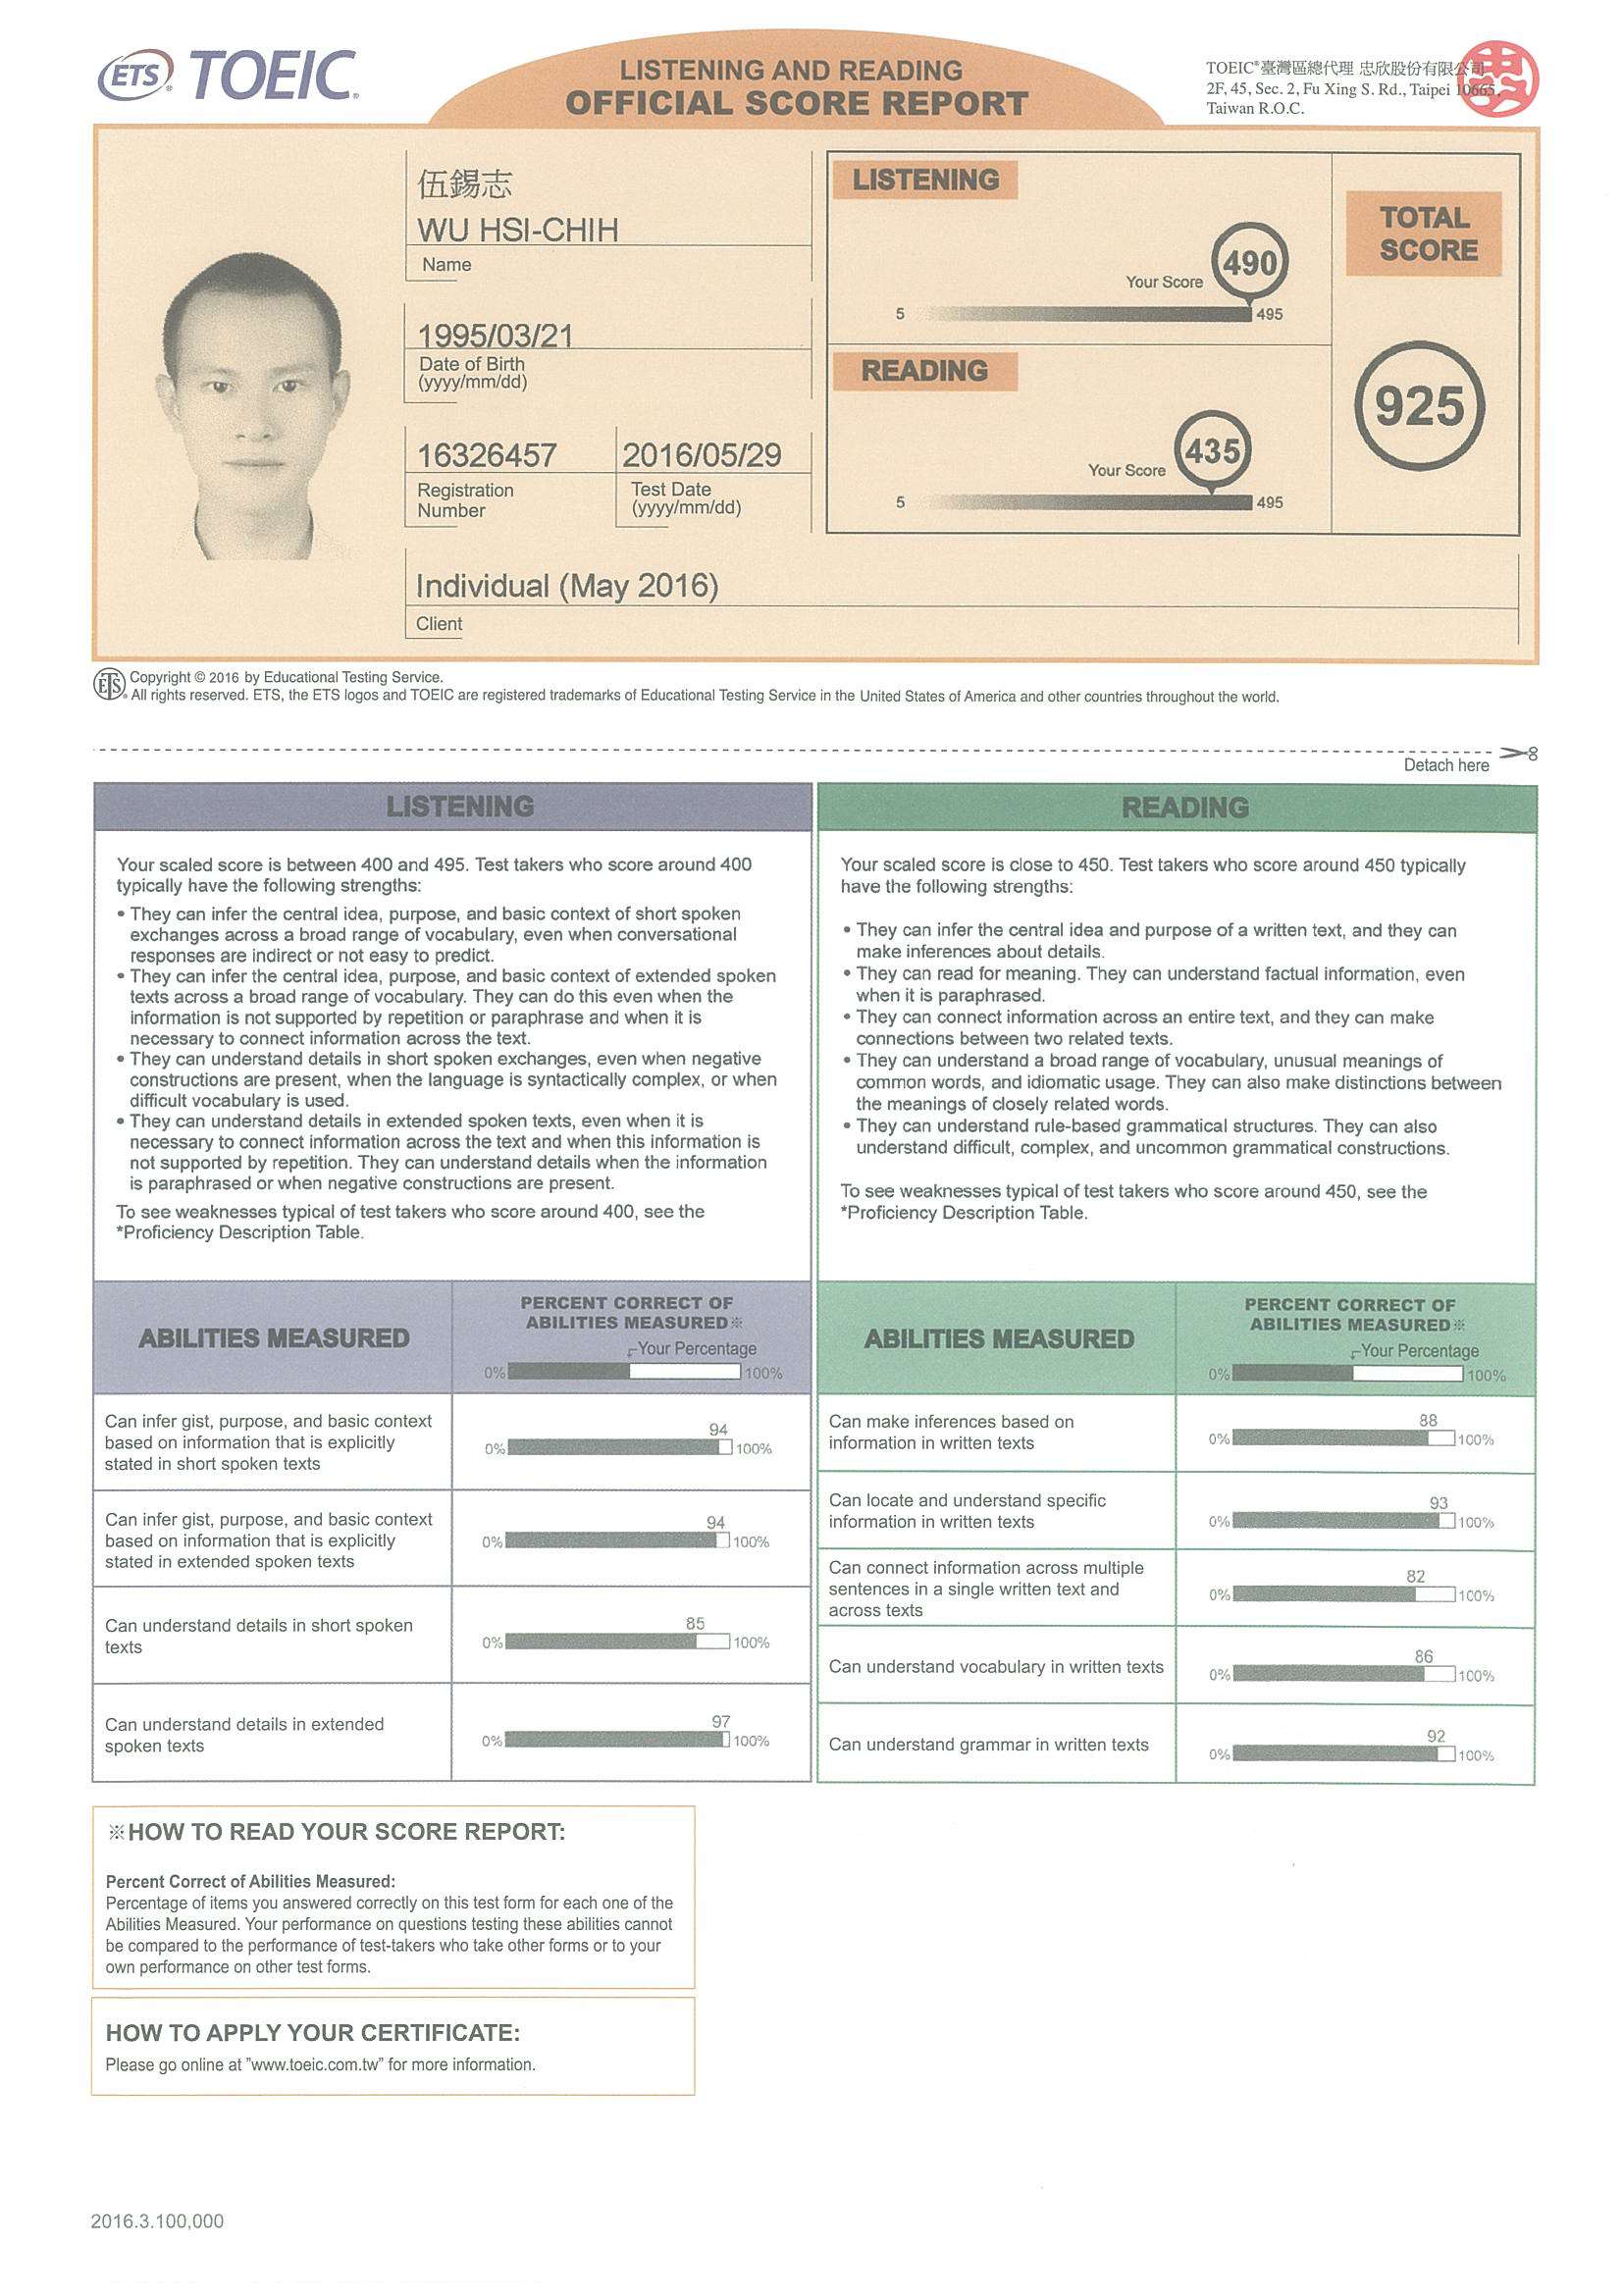 ETS TOEIC
LISTENING AND READING
OFFICIAL SCORE REPORT
TOEIC®臺灣區總代理 忠欣股份有限公司
2F, 45, Sec. 2, Fu Xing S. Rd., Taipei 10665,
Taiwan R.O.C.
伍錫志
WU HSI-CHIH
Name
1995/03/21
Date of Birth
(yyyy/mm/dd)
16326457
Registration
Number
2016/05/29
Test Date
(yyyy/mm/dd)
Individual (May 2016)
Client
LISTENING
Your Score 490
5 495
READING
Your Score 435
5 495
TOTAL
SCORE
925
ETS Copyright © 2016 by Educational Testing Service.
All rights reserved. ETS, the ETS logos and TOEIC are registered trademarks of Educational Testing Service in the United States of America and other countries throughout the world.
Detach here
LISTENING
Your scaled score is between 400 and 495. Test takers who score around 400
typically have the following strengths:
• They can infer the central idea, purpose, and basic context of short spoken
exchanges across a broad range of vocabulary, even when conversational
responses are indirect or not easy to predict.
• They can infer the central idea, purpose, and basic context of extended spoken
texts across a broad range of vocabulary. They can do this even when the
information is not supported by repetition or paraphrase and when it is
necessary to connect information across the text.
• They can understand details in short spoken exchanges, even when negative
constructions are present, when the language is syntactically complex, or when
difficult vocabulary is used.
• They can understand details in extended spoken texts, even when it is
necessary to connect information across the text and when this information is
not supported by repetition. They can understand details when the information
is paraphrased or when negative constructions are present.
To see weaknesses typical of test takers who score around 400, see the
*Proficiency Description Table.
ABILITIES MEASURED
PERCENT CORRECT OF
ABILITIES MEASURED※
Your Percentage
0% 100%
Can infer gist, purpose, and basic context
based on information that is explicitly
stated in short spoken texts
94
0% 100%
Can infer gist, purpose, and basic context
based on information that is explicitly
stated in extended spoken texts
94
0% 100%
Can understand details in short spoken
texts
85
0% 100%
Can understand details in extended
spoken texts
97
0% 100%
READING
Your scaled score is close to 450. Test takers who score around 450 typically
have the following strengths:
• They can infer the central idea and purpose of a written text, and they can
make inferences about details.
• They can read for meaning. They can understand factual information, even
when it is paraphrased.
• They can connect information across an entire text, and they can make
connections between two related texts.
• They can understand a broad range of vocabulary, unusual meanings of
common words, and idiomatic usage. They can also make distinctions between
the meanings of closely related words.
• They can understand rule-based grammatical structures. They can also
understand difficult, complex, and uncommon grammatical constructions.
To see weaknesses typical of test takers who score around 450, see the
*Proficiency Description Table.
ABILITIES MEASURED
PERCENT CORRECT OF
ABILITIES MEASURED※
Your Percentage
0% 100%
Can make inferences based on
information in written texts
88
0% 100%
Can locate and understand specific
information in written texts
93
0% 100%
Can connect information across multiple
sentences in a single written text and
across texts
82
0% 100%
Can understand vocabulary in written texts
86
0% 100%
Can understand grammar in written texts
92
0% 100%
※HOW TO READ YOUR SCORE REPORT:
Percent Correct of Abilities Measured:
Percentage of items you answered correctly on this test form for each one of the
Abilities Measured. Your performance on questions testing these abilities cannot
be compared to the performance of test-takers who take other forms or to your
own performance on other test forms.
HOW TO APPLY YOUR CERTIFICATE:
Please go online at "www.toeic.com.tw" for more information.
2016.3.100,000